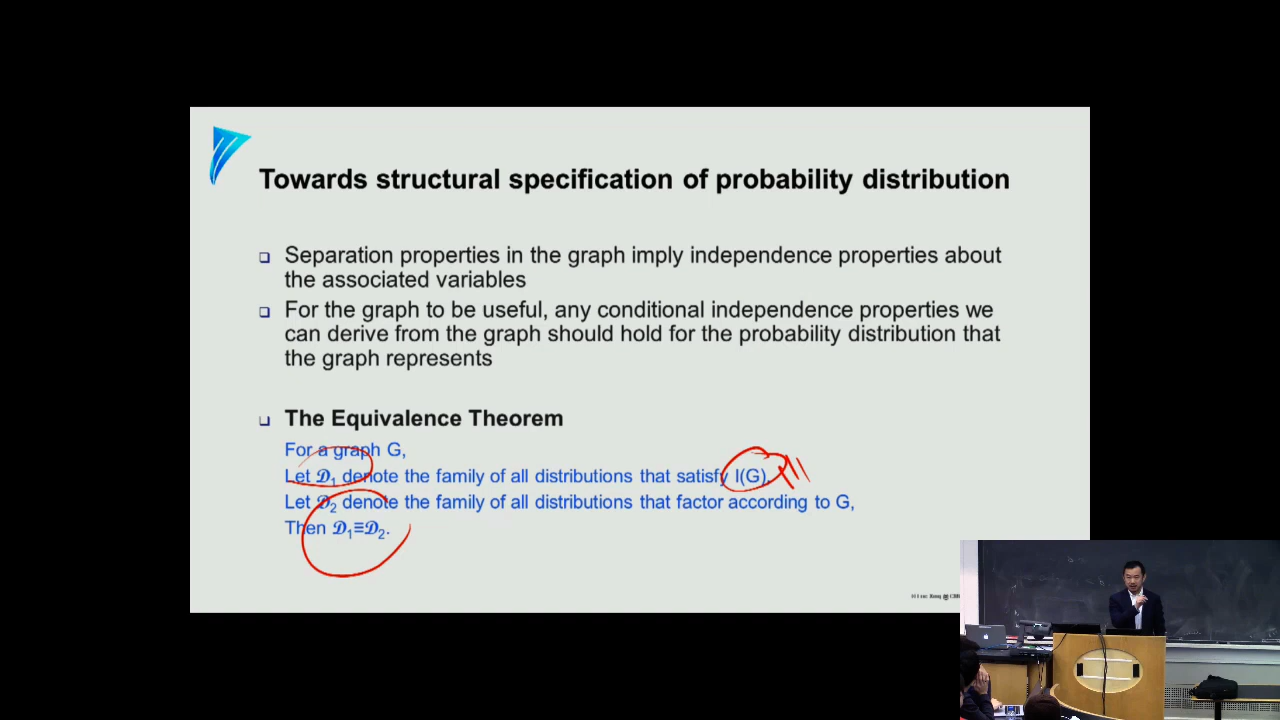 Towards structural specification of probability distribution
❑ Separation properties in the graph imply independence properties about
the associated variables
❑ For the graph to be useful, any conditional independence properties we
can derive from the graph should hold for the probability distribution that
the graph represents
❑ The Equivalence Theorem
For a graph G,
Let 𝒟1 denote the family of all distributions that satisfy I(G),
Let 𝒟2 denote the family of all distributions that factor according to G,
Then 𝒟1≡𝒟2.
Xing @